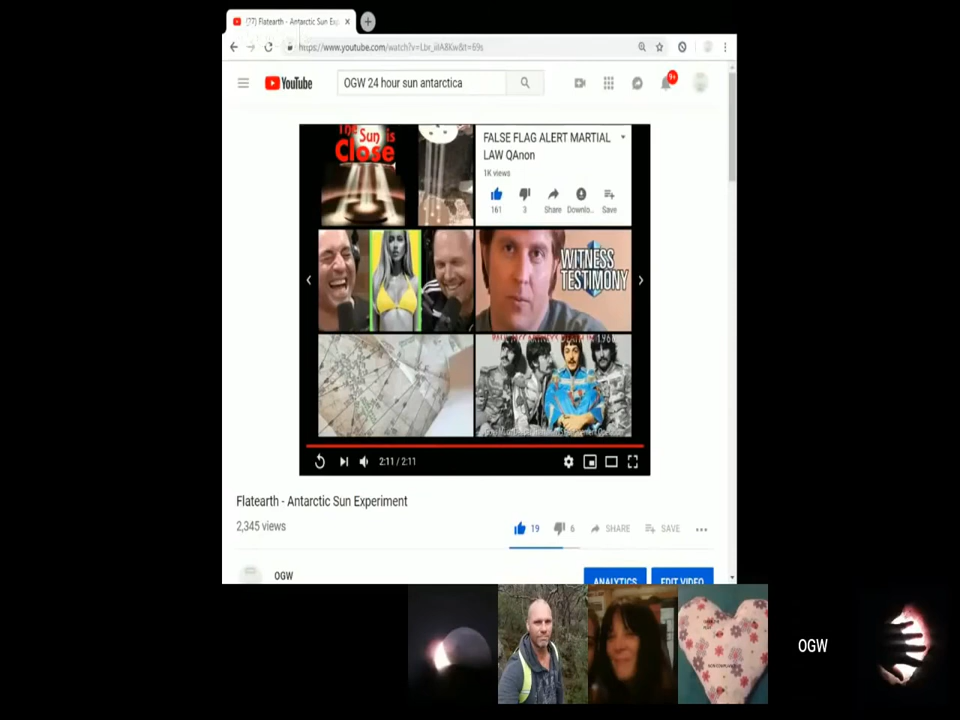 (77) Flatearth - Antarctic Sun Exp
https://www.youtube.com/watch?v=
YouTube
OGW 24 hour sun antarctica
9+
The
Sun is
Close
FALSE FLAG ALERT MARTIAL
LAW QAnon
1K views
161
3
Share
Downlo...
Save
WITNESS
TESTIMONY
2:11 / 2:11
Flatearth - Antarctic Sun Experiment
2,345 views
19
6
SHARE
SAVE
OGW
ANALYTICS
EDIT VIDEO
OGW